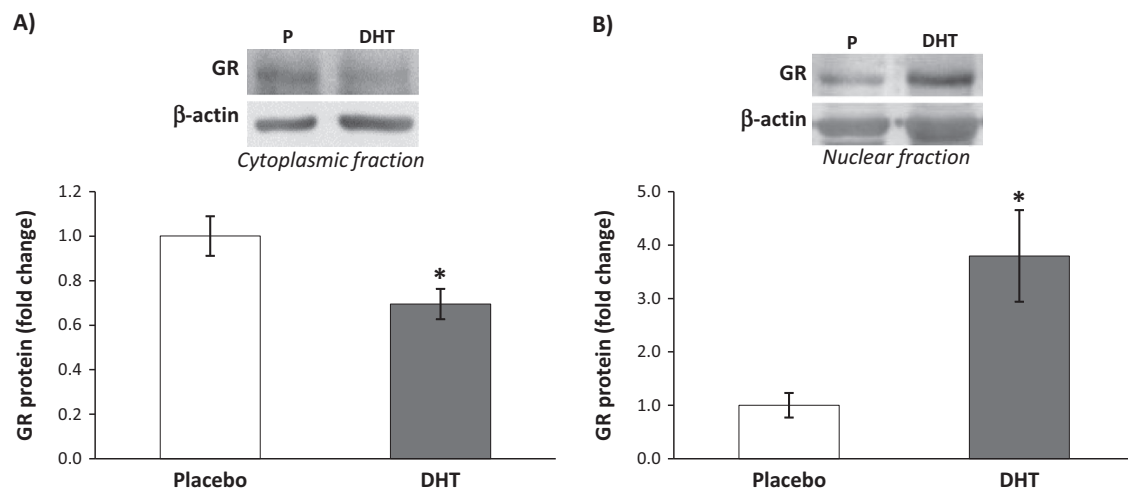 A)
P DHT
GR
β-actin
Cytoplasmic fraction
GR protein (fold change)
1.2
1.0
0.8
0.6
0.4
0.2
0.0
*
Placebo DHT
B)
P DHT
GR
β-actin
Nuclear fraction
GR protein (fold change)
5.0
4.0
3.0
2.0
1.0
0.0
*
Placebo DHT